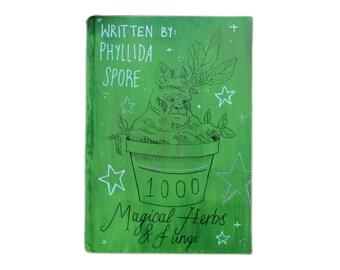 WRITTEN BY:
PHYLLIDA
SPORE
1000
Magical Herbs
& Fungi